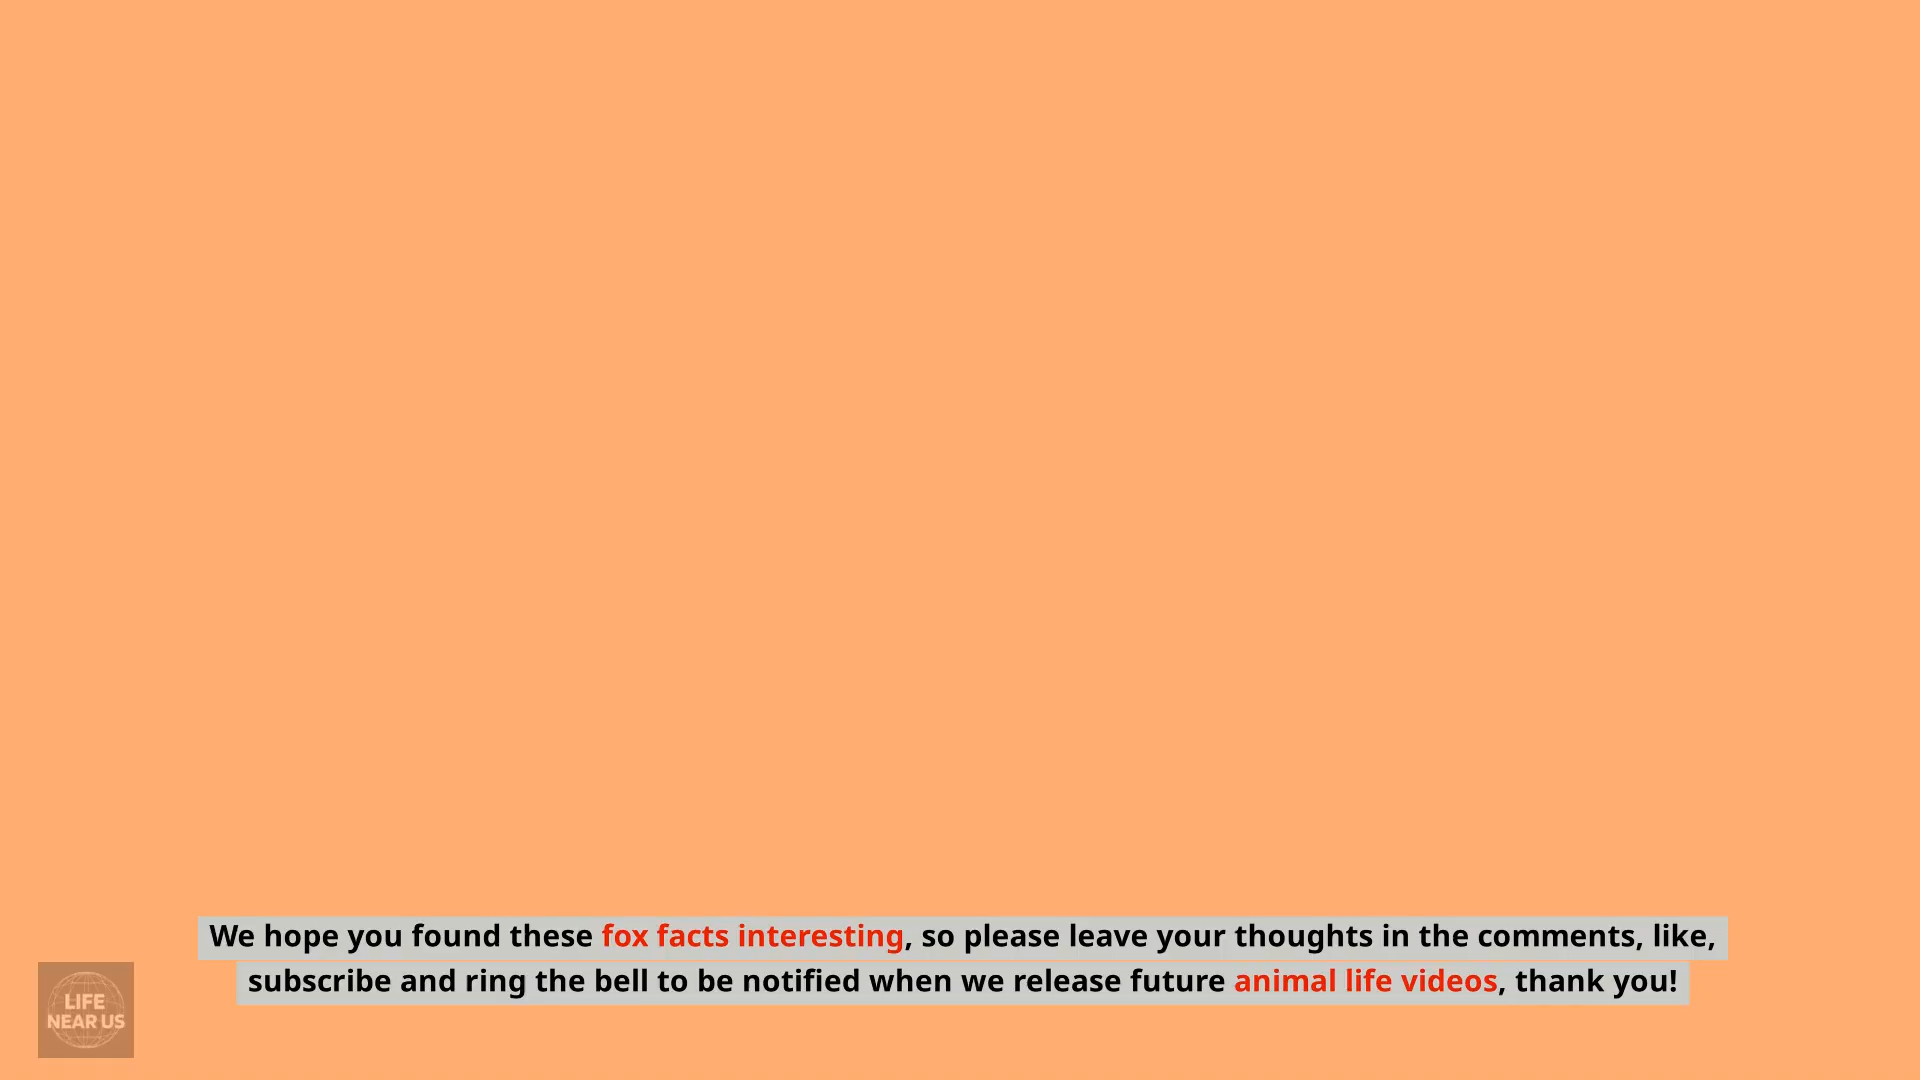 We hope you found these fox facts interesting, so please leave your thoughts in the comments, like,
subscribe and ring the bell to be notified when we release future animal life videos, thank you!
LIFE
NEAR US